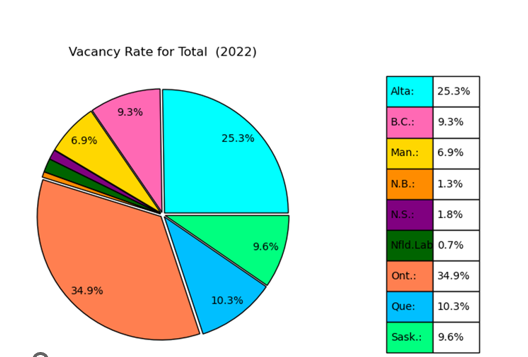 Vacancy Rate for Total (2022)
9.3%
25.3%
6.9%
9.6%
34.9%
10.3%
Alta: 25.3%
B.C.: 9.3%
Man.: 6.9%
N.B.: 1.3%
N.S.: 1.8%
Nfld.Lab 0.7%
Ont.: 34.9%
Que: 10.3%
Sask.: 9.6%